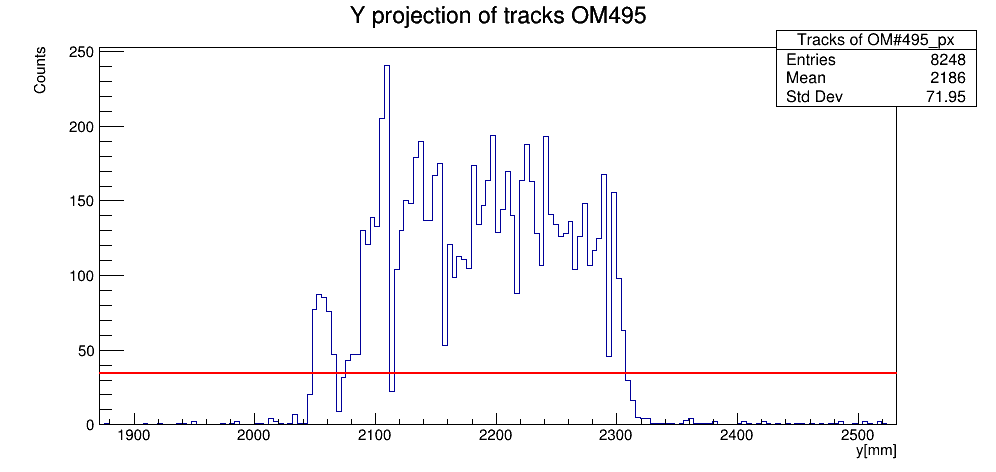 Y projection of tracks OM495
Tracks of OM#495_px
Entries 8248
Mean 2186
Std Dev 71.95
Counts
250
200
150
100
50
0
1900 2000 2100 2200 2300 2400 2500
y[mm]